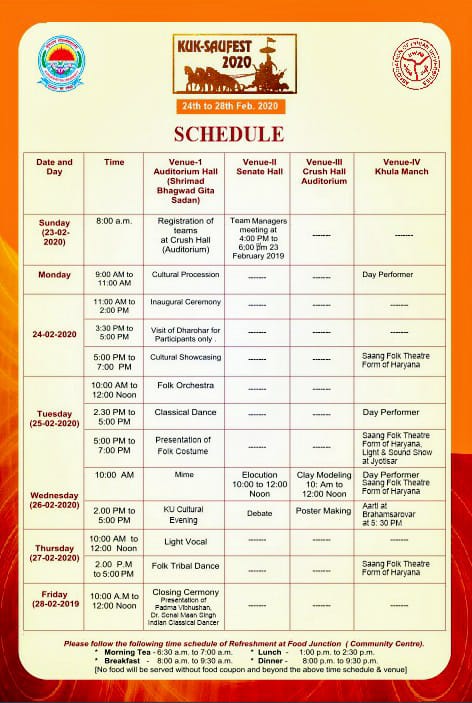 KUK-SAUFEST
2020
24th to 28th Feb. 2020
SCHEDULE
Date and Day | Time | Venue-1 Auditorium Hall (Shrimad Bhagwad Gita Sadan) | Venue-II Senate Hall | Venue-III Crush Hall Auditorium | Venue-IV Khula Manch
Sunday (23-02-2020) | 8:00 a.m. | Registration of teams at Crush Hall (Auditorium) | Team Managers meeting at 4:00 PM to 6:00 pm 23 February 2019 | ------- | -------
Monday | 9:00 AM to 11:00 AM | Cultural Procession | ------- | ------- | Day Performer
24-02-2020 | 11:00 AM to 2:00 PM | Inaugural Ceremony | ------- | ------- | -------
3:30 PM to 5:00 PM | Visit of Dharohar for Participants only . | ------- | ------- | -------
5:00 PM to 7:00 PM | Cultural Showcasing | ------- | ------- | Saang Folk Theatre Form of Haryana
Tuesday (25-02-2020) | 10:00 AM to 12:00 Noon | Folk Orchestra | ------- | -------
2.30 PM to 5:00 PM | Classical Dance | ------- | ------- | Day Performer
5:00 PM to 7:00 PM | Presentation of Folk Costume | ------- | ------- | Saang Folk Theatre Form of Haryana, Light & Sound Show at Jyotisar
Wednesday (26-02-2020) | 10:00 AM | Mime | Elocution 10:00 to 12:00 Noon | Clay Modeling 10: Am to 12:00 Noon | Day Performer Saang Folk Theatre Form of Haryana
2.00 PM to 5:00 PM | KU Cultural Evening | Debate | Poster Making | Aarti at Brahamsarovar at 5: 30 PM
Thursday (27-02-2020) | 10:00 AM to 12:00 Noon | Light Vocal | ------- | ------- | -------
2.00 P.M to 5:00 PM | Folk Tribal Dance | ------- | ------- | Saang Folk Theatre Form of Haryana
Friday (28-02-2019 | 10:00 A.M to 12:00 Noon | Closing Cermony Presentation of Padma Vibhushan, Dr. Sonal Maan Singh Indian Classical Dancer | ------- | ------- | -------
Please follow the following time schedule of Refreshment at Food Junction ( Community Centre).
* Morning Tea - 6:30 a.m. to 7:00 a.m. * Lunch - 1:00 p.m. to 2:30 p.m.
* Breakfast - 8:00 a.m. to 9:30 a.m. * Dinner - 8:00 p.m. to 9:30 p.m.
[No food will be served without food coupon and beyond the above time schedule & venue]